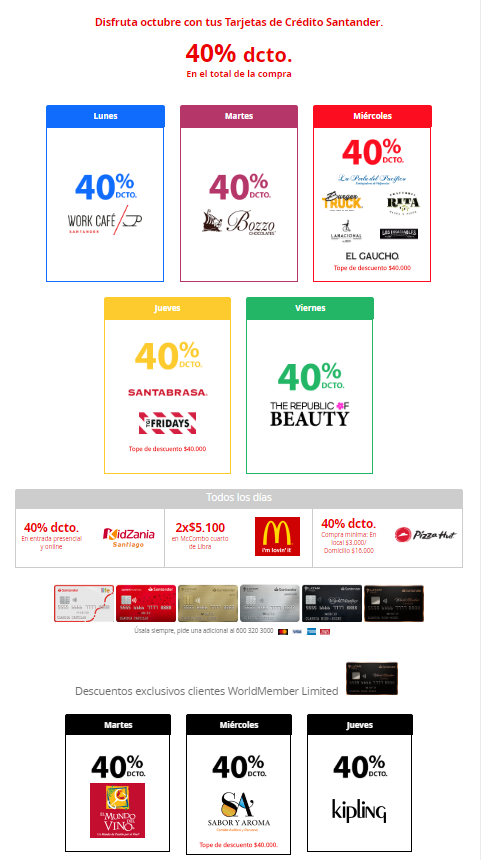 Disfruta octubre con tus Tarjetas de Crédito Santander.
40% dcto.
En el total de la compra
Lunes
40%
DCTO.
WORK CAFÉ
SANTANDER
Martes
40%
DCTO.
Bozzo
CHOCOLATES
Miércoles
40%
DCTO.
La Perla del Pacífico
Burger
TRUCK.
RITA
LANACIONAL
EL GAUCHO.
Tope de descuento $40.000
Jueves
40%
DCTO.
SANTABRASA.
TGI FRIDAYS
Tope de descuento $40.000
Viernes
40%
DCTO.
THE REPUBLIC OF
BEAUTY
Todos los días
40% dcto.
En entrada presencial
y online
KidZania
Santiago
2x$5.100
en McCombo cuarto
de Libra
i'm lovin' it
40% dcto.
Compra mínima: En
local $3.000/
Domicilio $16.000
Pizza Hut
Úsala siempre, pide una adicional al 600 320 3000
Descuentos exclusivos clientes WorldMember Limited
Martes
40%
DCTO.
EL MUNDO
DEL
VINO
Miércoles
40%
DCTO.
SA
SABOR Y AROMA
Tope de descuento $40.000.
Jueves
40%
DCTO.
kipling